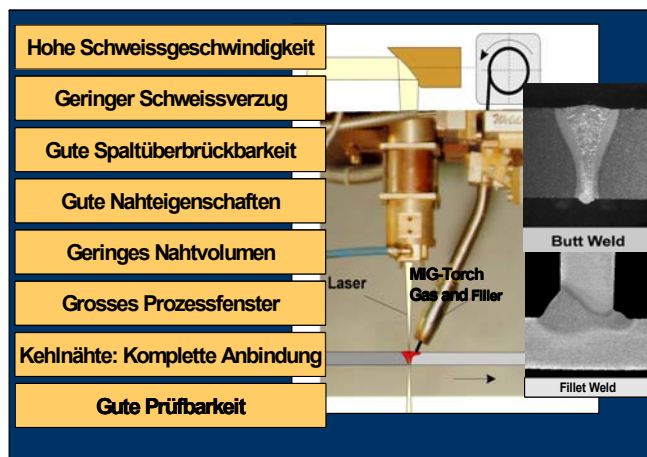 Hohe Schweissgeschwindigkeit
Geringer Schweissverzug
Gute Spaltüberbrückbarkeit
Gute Nahteigenschaften
Geringes Nahtvolumen
Grosses Prozessfenster
Kehlnähte: Komplette Anbindung
Gute Prüfbarkeit
Laser
MIG-Torch
Gas and Filler
Butt Weld
Fillet Weld